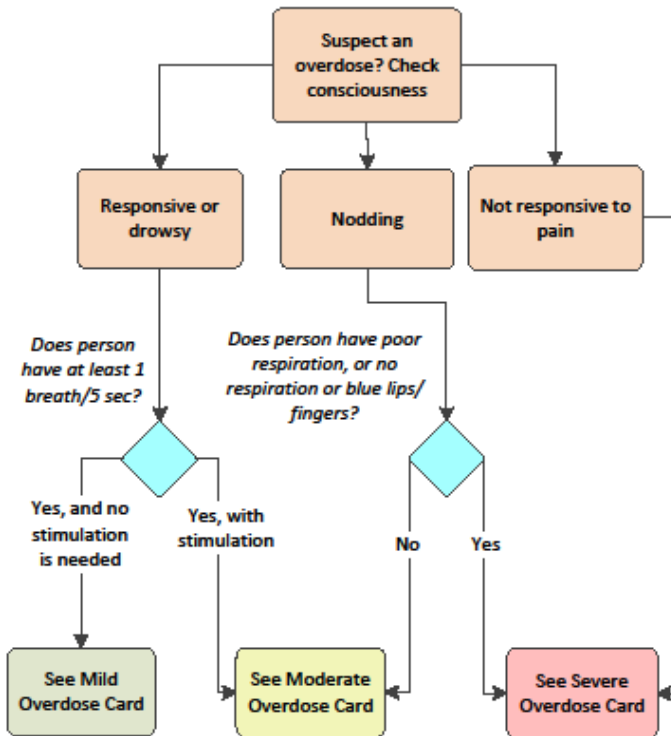 Suspect an
overdose? Check
consciousness
Responsive or
drowsy
Nodding
Not responsive to
pain
Does person
have at least 1
breath/5 sec?
Does person have poor
respiration, or no
respiration or blue lips/
fingers?
Yes, and no
stimulation
is needed
Yes, with
stimulation
No
Yes
See Mild
Overdose Card
See Moderate
Overdose Card
See Severe
Overdose Card